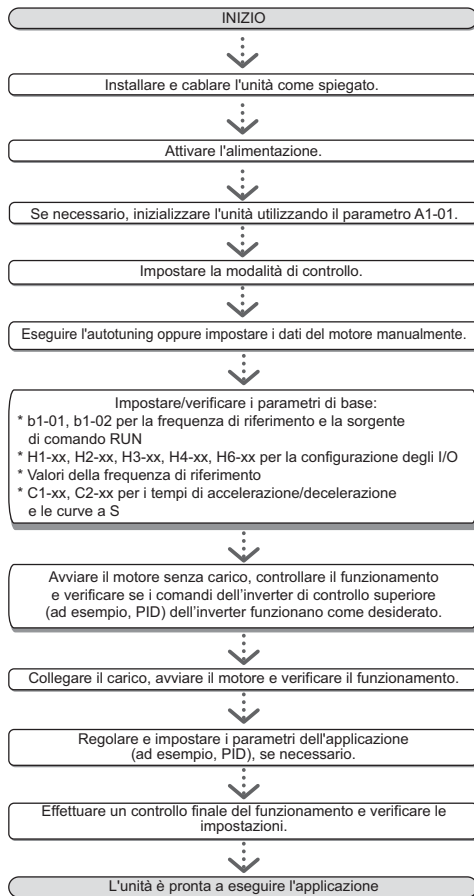 INIZIO
Installare e cablare l'unità come spiegato.
Attivare l'alimentazione.
Se necessario, inizializzare l'unità utilizzando il parametro A1-01.
Impostare la modalità di controllo.
Eseguire l'autotuning oppure impostare i dati del motore manualmente.
Impostare/verificare i parametri di base:
* b1-01, b1-02 per la frequenza di riferimento e la sorgente
di comando RUN
* H1-xx, H2-xx, H3-xx, H4-xx, H6-xx per la configurazione degli I/O
* Valori della frequenza di riferimento
* C1-xx, C2-xx per i tempi di accelerazione/decelerazione
e le curve a S
Avviare il motore senza carico, controllare il funzionamento
e verificare se i comandi dell’inverter di controllo superiore
(ad esempio, PID) dell’inverter funzionano come desiderato.
Collegare il carico, avviare il motore e verificare il funzionamento.
Regolare e impostare i parametri dell'applicazione
(ad esempio, PID), se necessario.
Effettuare un controllo finale del funzionamento e verificare le
impostazioni.
L'unità è pronta a eseguire l'applicazione